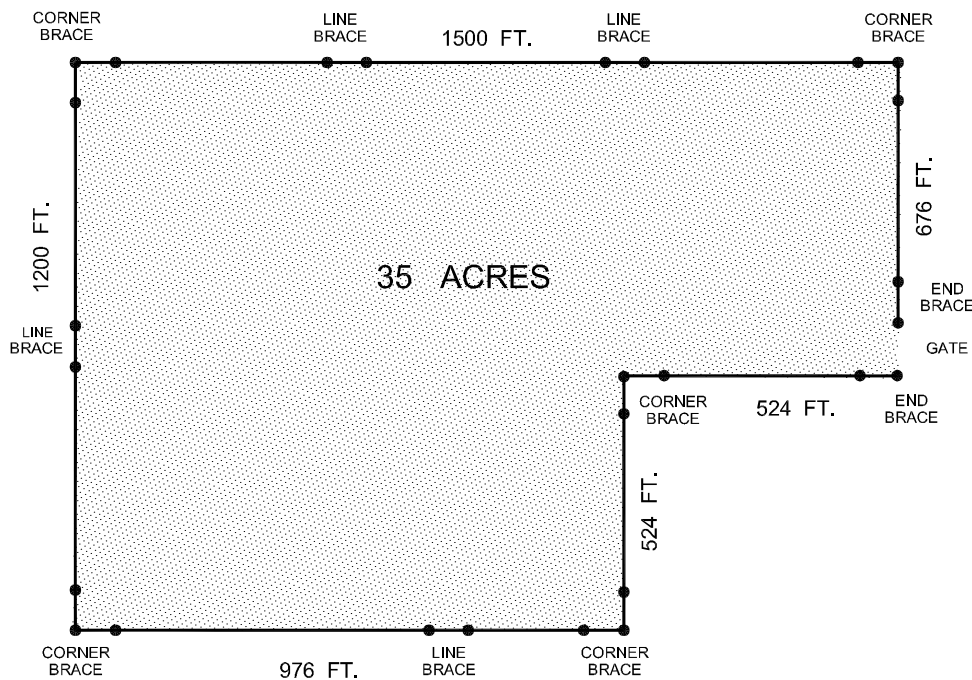 CORNER
BRACE
LINE
BRACE
1500 FT.
LINE
BRACE
CORNER
BRACE
1200 FT.
676 FT.
35 ACRES
END
BRACE
LINE
BRACE
GATE
CORNER
BRACE
524 FT.
END
BRACE
524 FT.
CORNER
BRACE
976 FT.
LINE
BRACE
CORNER
BRACE